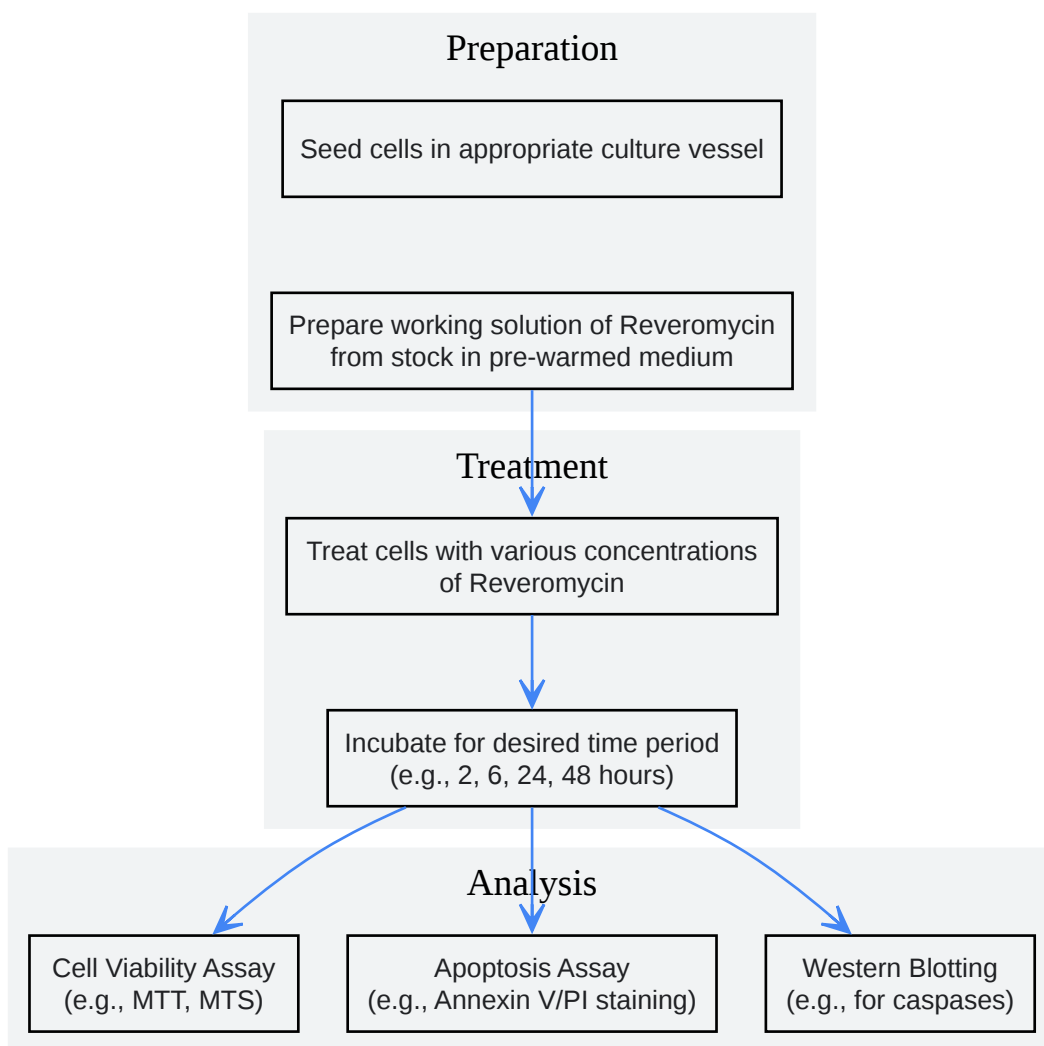 Preparation
Seed cells in appropriate culture vessel
Prepare working solution of Reveromycin
from stock in pre-warmed medium
Treatment
Treat cells with various concentrations
of Reveromycin
Incubate for desired time period
(e.g., 2, 6, 24, 48 hours)
Analysis
Cell Viability Assay
(e.g., MTT, MTS)
Apoptosis Assay
(e.g., Annexin V/PI staining)
Western Blotting
(e.g., for caspases)